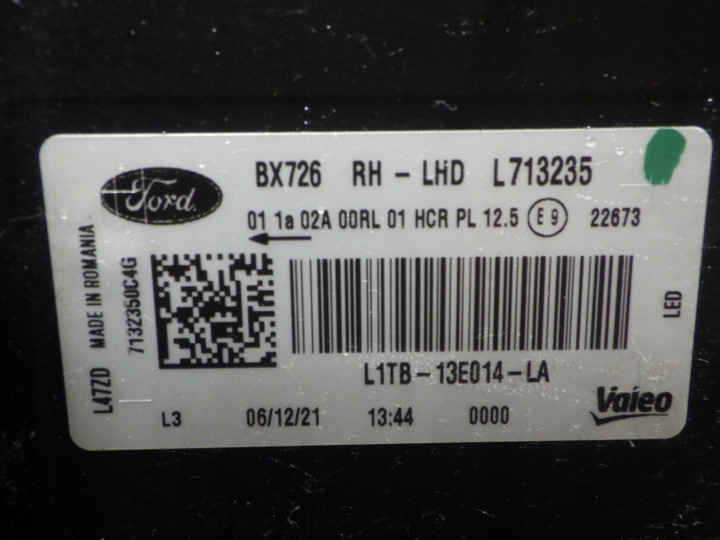 Ford
BX726 RH - LHD L713235
01 1a 02A 00RL 01 HCR PL 12.5 E9 22673
L47ZD MADE IN ROMANIA
7132350C4G
LED
L1TB-13E014-LA
L3 06/12/21 13:44 0000
Valeo